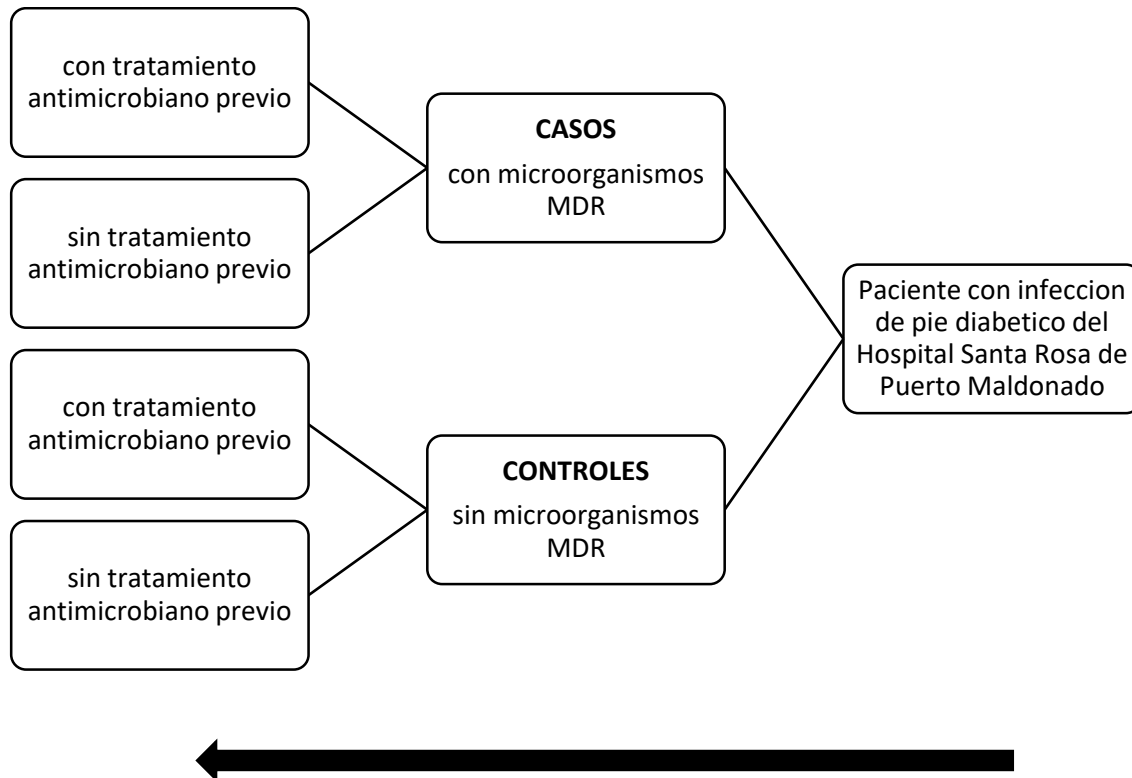 con tratamiento
antimicrobiano previo
sin tratamiento
antimicrobiano previo
con tratamiento
antimicrobiano previo
sin tratamiento
antimicrobiano previo
CASOS
con microorganismos
MDR
CONTROLES
sin microorganismos
MDR
Paciente con infeccion
de pie diabetico del
Hospital Santa Rosa de
Puerto Maldonado